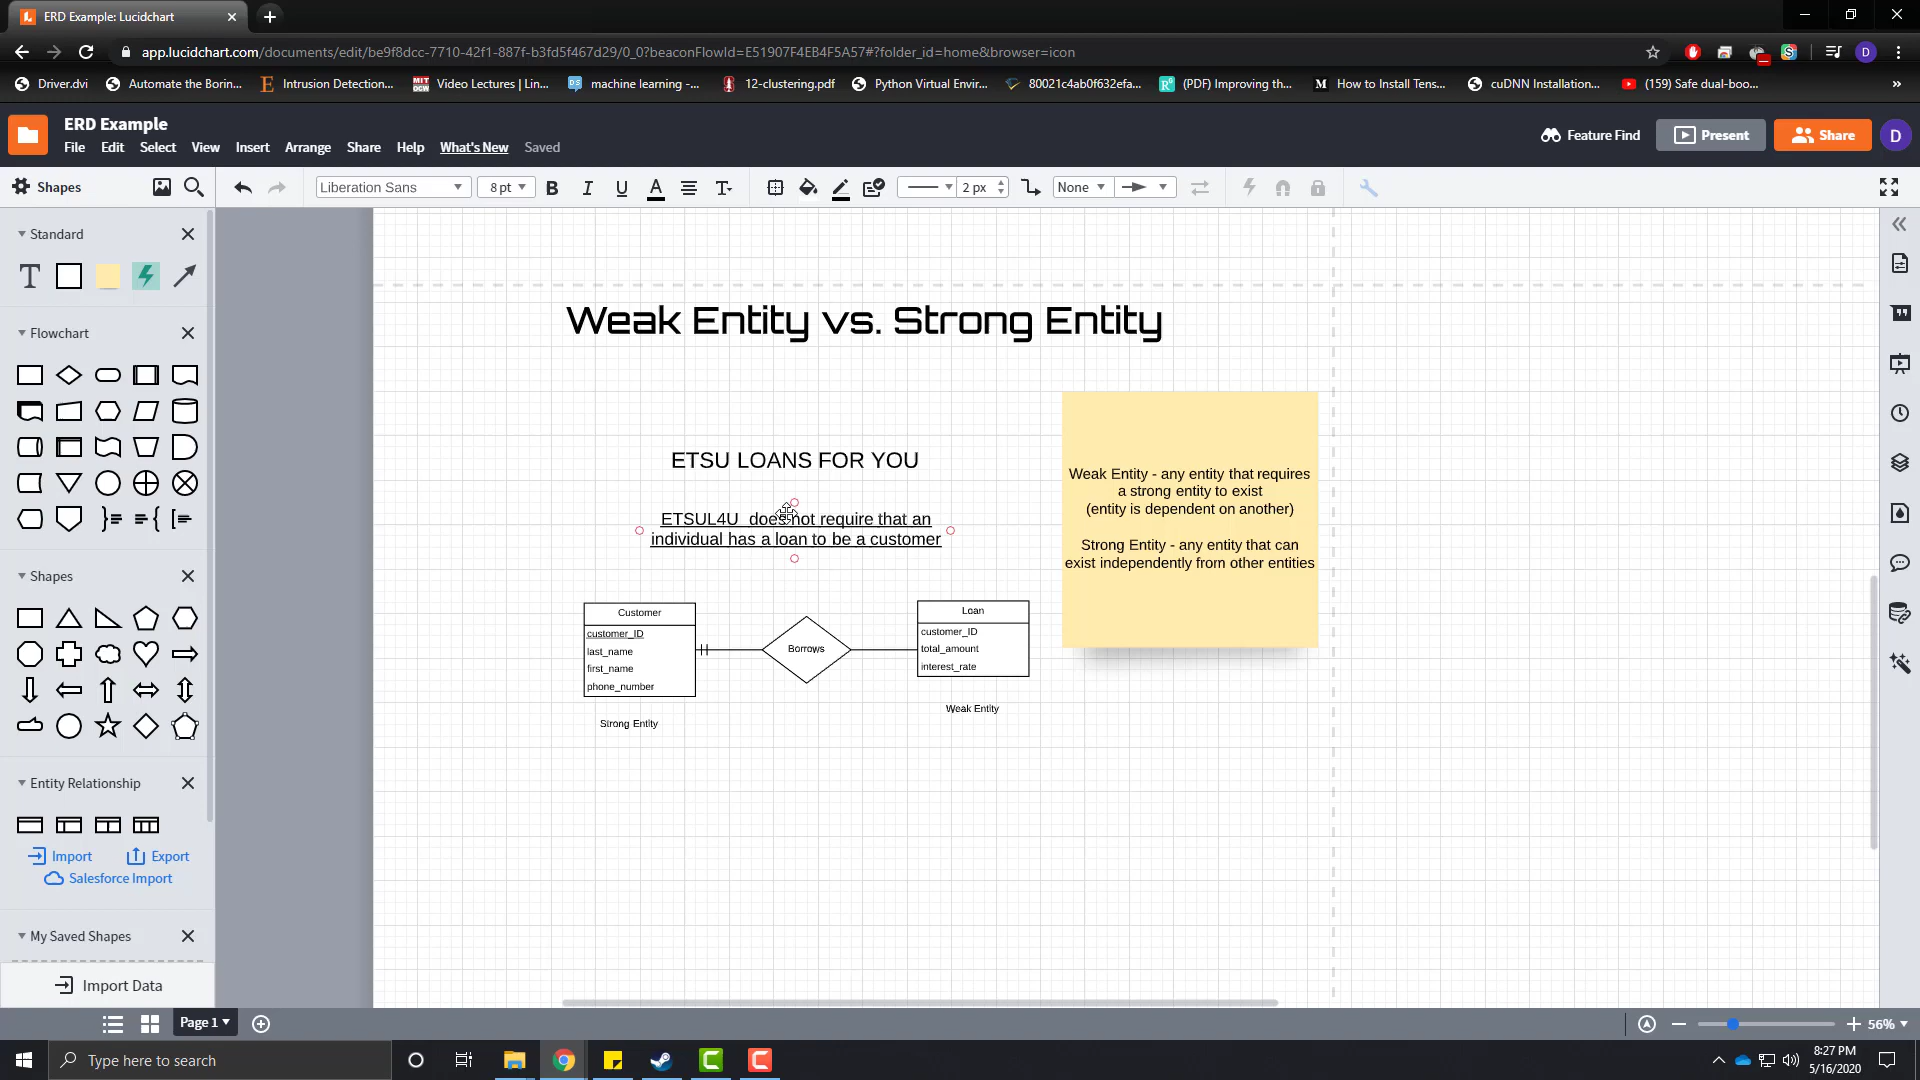 ERD Example: Lucidchart
app.lucidchart.com/documents/edit/be9f8dcc-7710-42f1-887f-b3fd5f467d29/0_0?beaconFlowId=E51907F4EB4F5A57#?folder_id=home&browser=icon
D
Driver.dvi
Automate the Borin...
Intrusion Detection...
Video Lectures | Lin...
machine learning -...
12-clustering.pdf
Python Virtual Envir...
80021c4ab0f632efa...
(PDF) Improving th...
How to Install Tens...
cuDNN Installation...
(159) Safe dual-boo...
»
ERD Example
File Edit Select View Insert Arrange Share Help What's New Saved
Feature Find
Present
Share
D
Shapes
Liberation Sans
8 pt
B I U A T
2 px
None
Standard
T
Flowchart
Shapes
Entity Relationship
Import
Export
Salesforce Import
My Saved Shapes
Import Data
Weak Entity vs. Strong Entity
ETSU LOANS FOR YOU
ETSUL4U does not require that an
individual has a loan to be a customer
Weak Entity - any entity that requires
a strong entity to exist
(entity is dependent on another)
Strong Entity - any entity that can
exist independently from other entities
Customer
customer_ID
last_name
first_name
phone_number
Strong Entity
Borrows
Loan
customer_ID
total_amount
interest_rate
Weak Entity
Page 1
56%
Type here to search
8:27 PM
5/16/2020